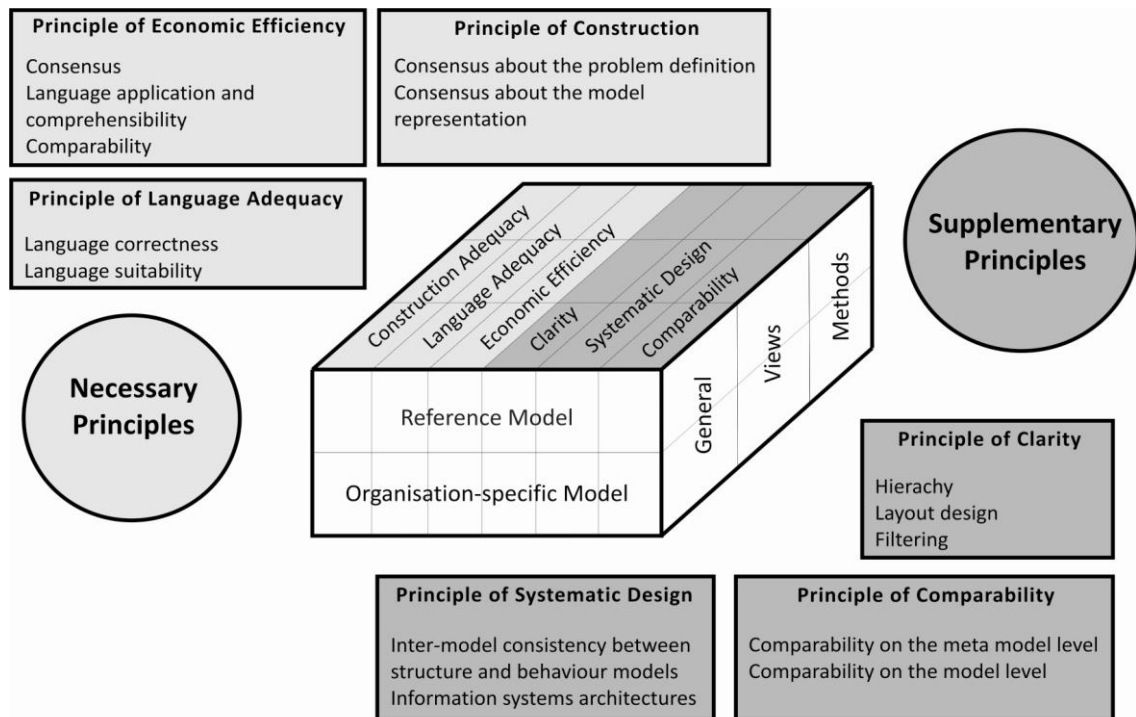 Principle of Economic Efficiency
Consensus
Language application and
comprehensibility
Comparability
Principle of Construction
Consensus about the problem definition
Consensus about the model
representation
Principle of Language Adequacy
Language correctness
Language suitability
Necessary
Principles
Construction Adequacy
Language Adequacy
Economic Efficiency
Clarity
Systematic Design
Comparability
Reference Model
Organisation-specific Model
General
Views
Methods
Supplementary
Principles
Principle of Clarity
Hierachy
Layout design
Filtering
Principle of Systematic Design
Inter-model consistency between
structure and behaviour models
Information systems architectures
Principle of Comparability
Comparability on the meta model level
Comparability on the model level